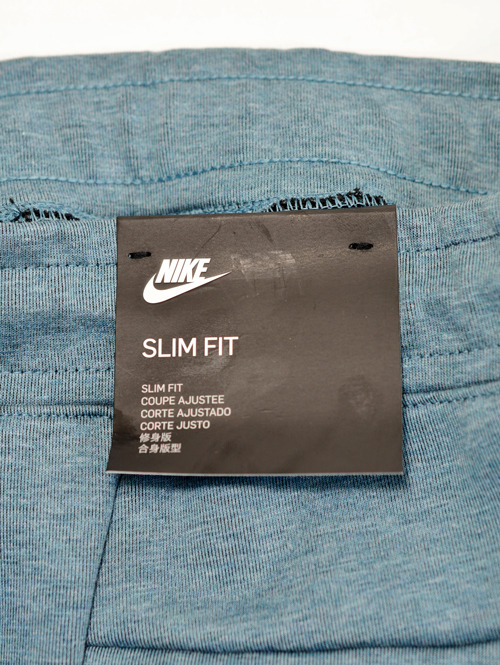 NIKE
SLIM FIT
SLIM FIT
COUPE AJUSTEE
CORTE AJUSTADO
CORTE JUSTO
修身版
合身版型